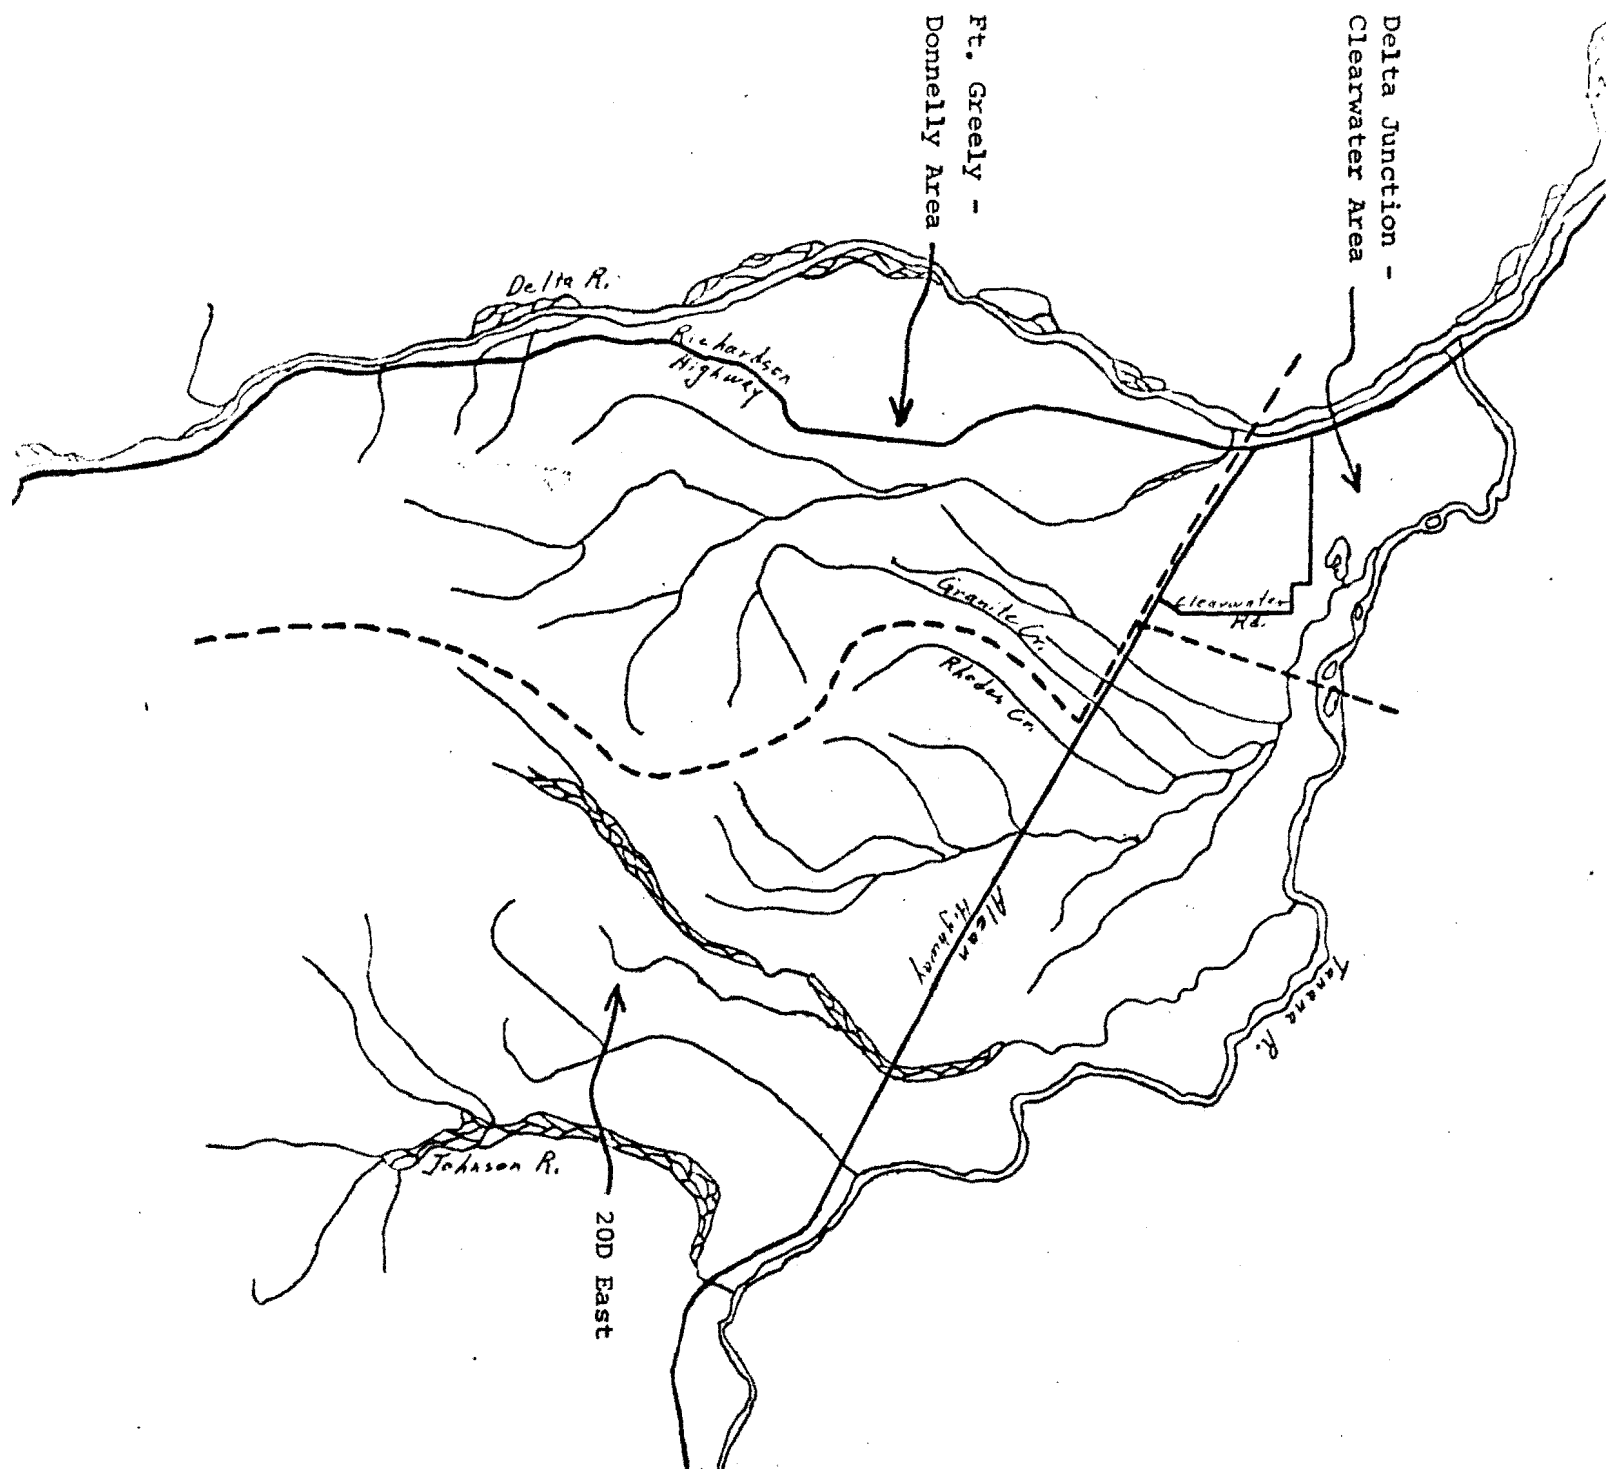 Delta Junction -
Clearwater Area
Ft. Greely -
Donnelly Area
Delta R.
Richardson
Highway
Clearwater
Rd.
Granite Cr.
Rhodes Cr.
Alcan
Highway
Tanana R.
Johnson R.
20D East